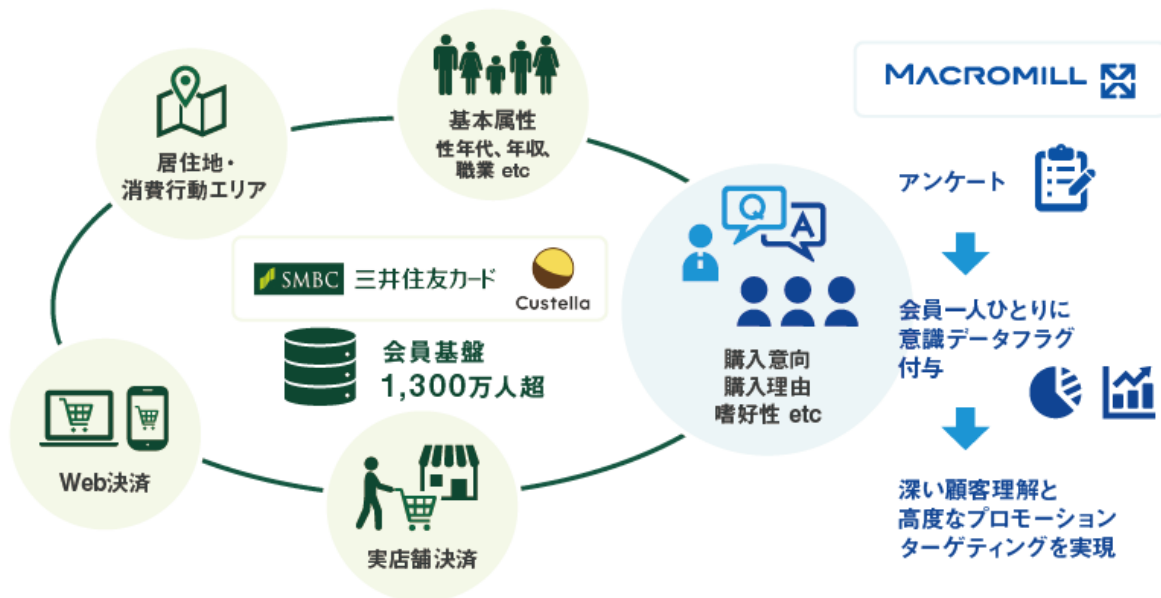 基本属性
性年代、年収、
職業 etc
居住地・
消費行動エリア
SMBC 三井住友カード
Custella
会員基盤
1,300万人超
Web決済
実店舗決済
Q
A
購入意向
購入理由
嗜好性 etc
MACROMILL
アンケート
会員一人ひとりに
意識データフラグ
付与
深い顧客理解と
高度なプロモーション
ターゲティングを実現